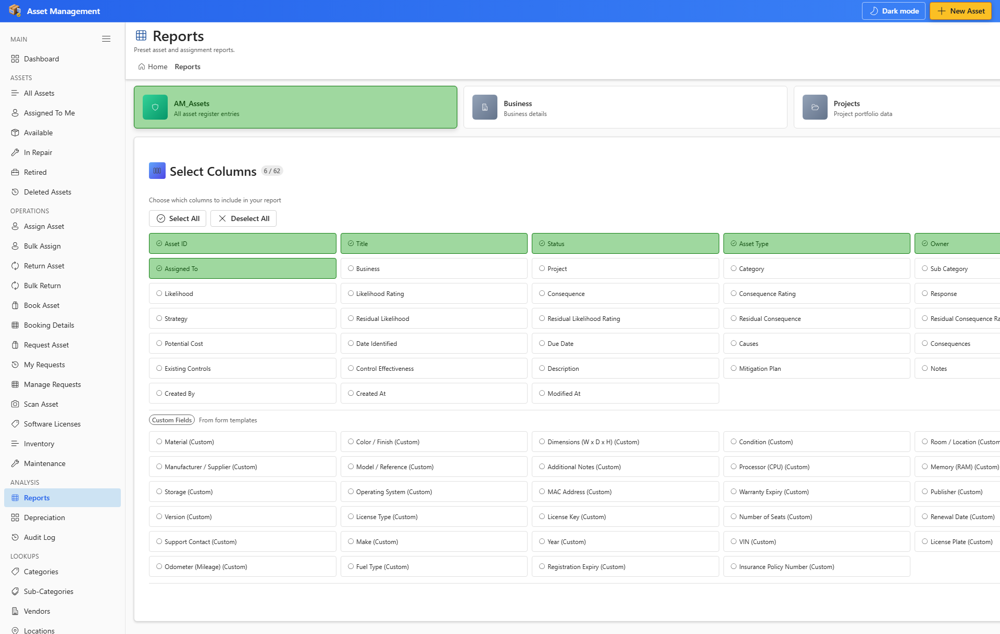 Asset Management
Dark mode
New Asset
MAIN
Dashboard
ASSETS
All Assets
Assigned To Me
Available
In Repair
Retired
Deleted Assets
OPERATIONS
Assign Asset
Bulk Assign
Return Asset
Bulk Return
Book Asset
Booking Details
Request Asset
My Requests
Manage Requests
Scan Asset
Software Licenses
Inventory
Maintenance
ANALYSIS
Reports
Depreciation
Audit Log
LOOKUPS
Categories
Sub-Categories
Vendors
Locations
Reports
Preset asset and assignment reports.
Home Reports
AM_Assets
All asset register entries
Business
Business details
Projects
Project portfolio data
Select Columns 6 / 62
Choose which columns to include in your report
Select All Deselect All
Asset ID Title Status Asset Type Owner
Assigned To Business Project Category Sub Category
Likelihood Likelihood Rating Consequence Consequence Rating Response
Strategy Residual Likelihood Residual Likelihood Rating Residual Consequence Residual Consequence Ra
Potential Cost Date Identified Due Date Causes Consequences
Existing Controls Control Effectiveness Description Mitigation Plan Notes
Created By Created At Modified At
Custom Fields From form templates
Material (Custom) Color / Finish (Custom) Dimensions (W x D x H) (Custom) Condition (Custom) Room / Location (Custom
Manufacturer / Supplier (Custom) Model / Reference (Custom) Additional Notes (Custom) Processor (CPU) (Custom) Memory (RAM) (Custom)
Storage (Custom) Operating System (Custom) MAC Address (Custom) Warranty Expiry (Custom) Publisher (Custom)
Version (Custom) License Type (Custom) License Key (Custom) Number of Seats (Custom) Renewal Date (Custom)
Support Contact (Custom) Make (Custom) Year (Custom) VIN (Custom) License Plate (Custom)
Odometer (Mileage) (Custom) Fuel Type (Custom) Registration Expiry (Custom) Insurance Policy Number (Custom)